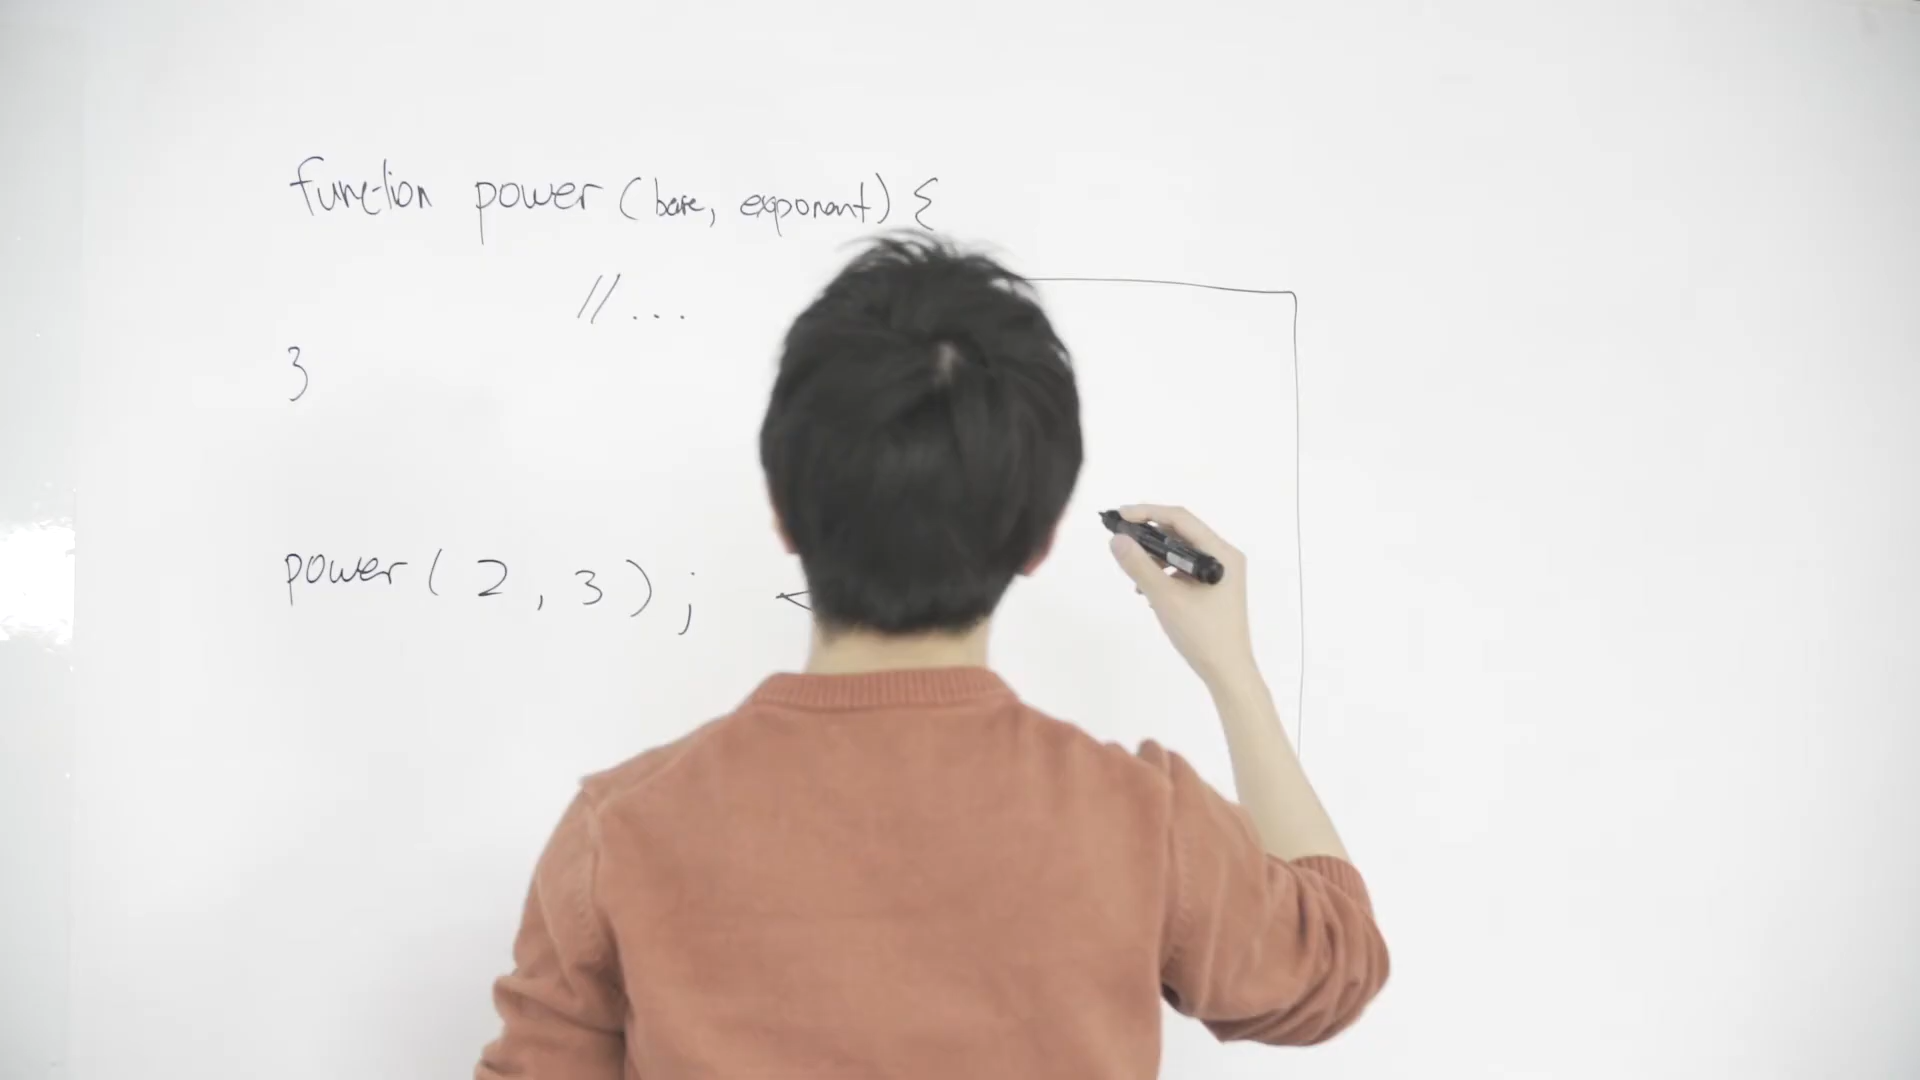 function power (base, exponent) {
// ...
}
power ( 2 , 3 ) ;